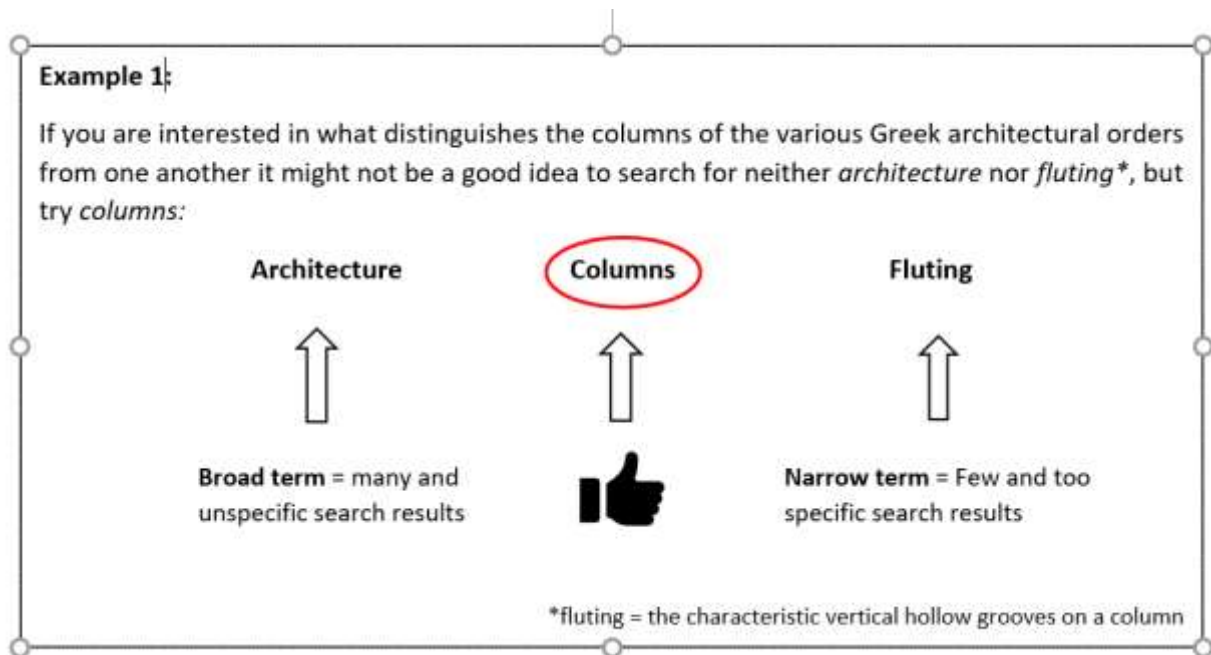 Example 1:
If you are interested in what distinguishes the columns of the various Greek architectural orders
from one another it might not be a good idea to search for neither architecture nor fluting*, but
try columns:
Architecture Columns Fluting
Broad term = many and
unspecific search results
Narrow term = Few and too
specific search results
*fluting = the characteristic vertical hollow grooves on a column